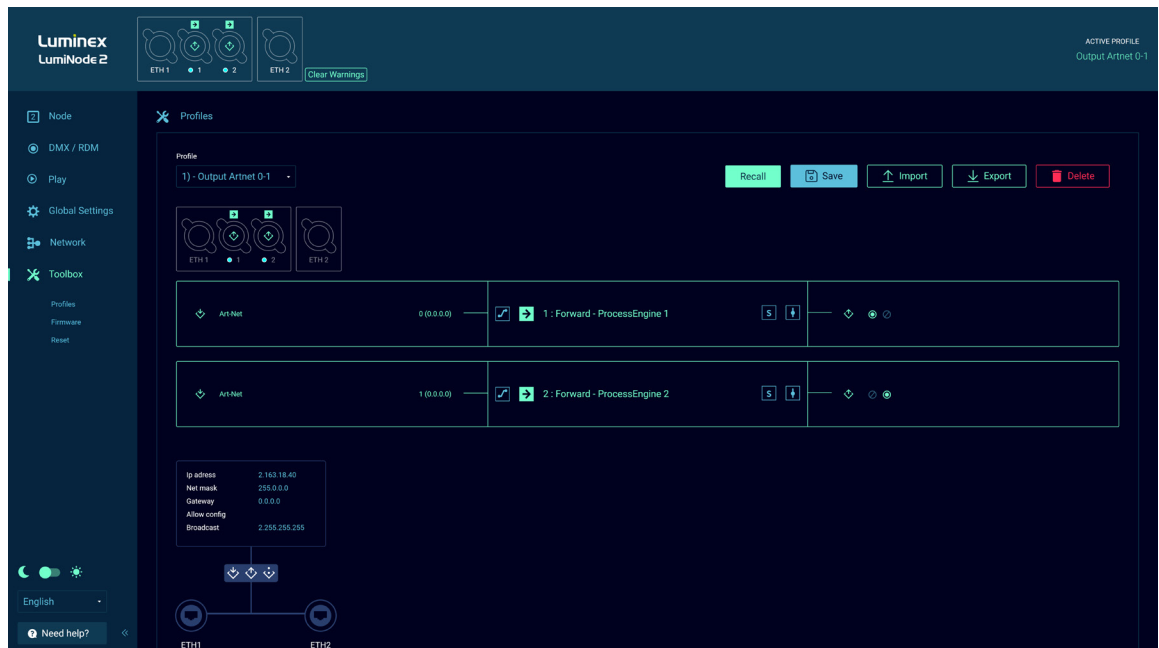 Luminex
LumiNode 2
ETH 1
1
2
ETH 2
Clear Warnings
ACTIVE PROFILE
Output Artnet 0-1
2 Node
DMX / RDM
Play
Global Settings
Network
Toolbox
Profiles
Firmware
Reset
English
Need help?
Profiles
Profile
1) - Output Artnet 0-1
Recall
Save
Import
Export
Delete
ETH 1
1
2
ETH 2
Art-Net 0 (0.0.0.0) 1 : Forward - ProcessEngine 1 S
Art-Net 1 (0.0.0.0) 2 : Forward - ProcessEngine 2 S
Ip adress 2.163.18.40
Net mask 255.0.0.0
Gateway 0.0.0.0
Allow config
Broadcast 2.255.255.255
ETH1 ETH2